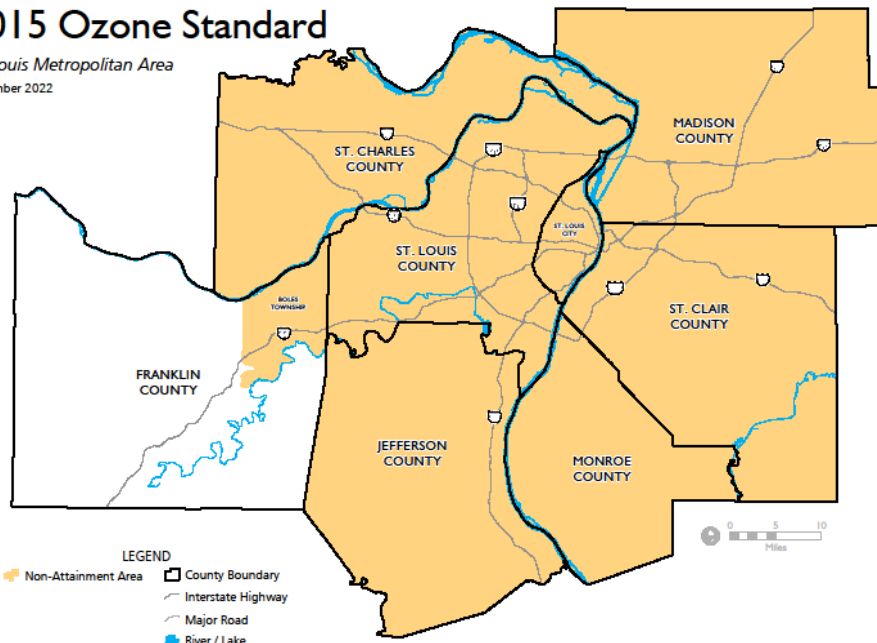 015 Ozone Standard
ouis Metropolitan Area
mber 2022
MADISON
COUNTY
ST. CHARLES
COUNTY
ST. LOUIS
CITY
ST. LOUIS
COUNTY
BOLES
TOWNSHIP
ST. CLAIR
COUNTY
FRANKLIN
COUNTY
JEFFERSON
COUNTY
MONROE
COUNTY
0 5 10
Miles
LEGEND
Non-Attainment Area
County Boundary
Interstate Highway
Major Road
River / Lake